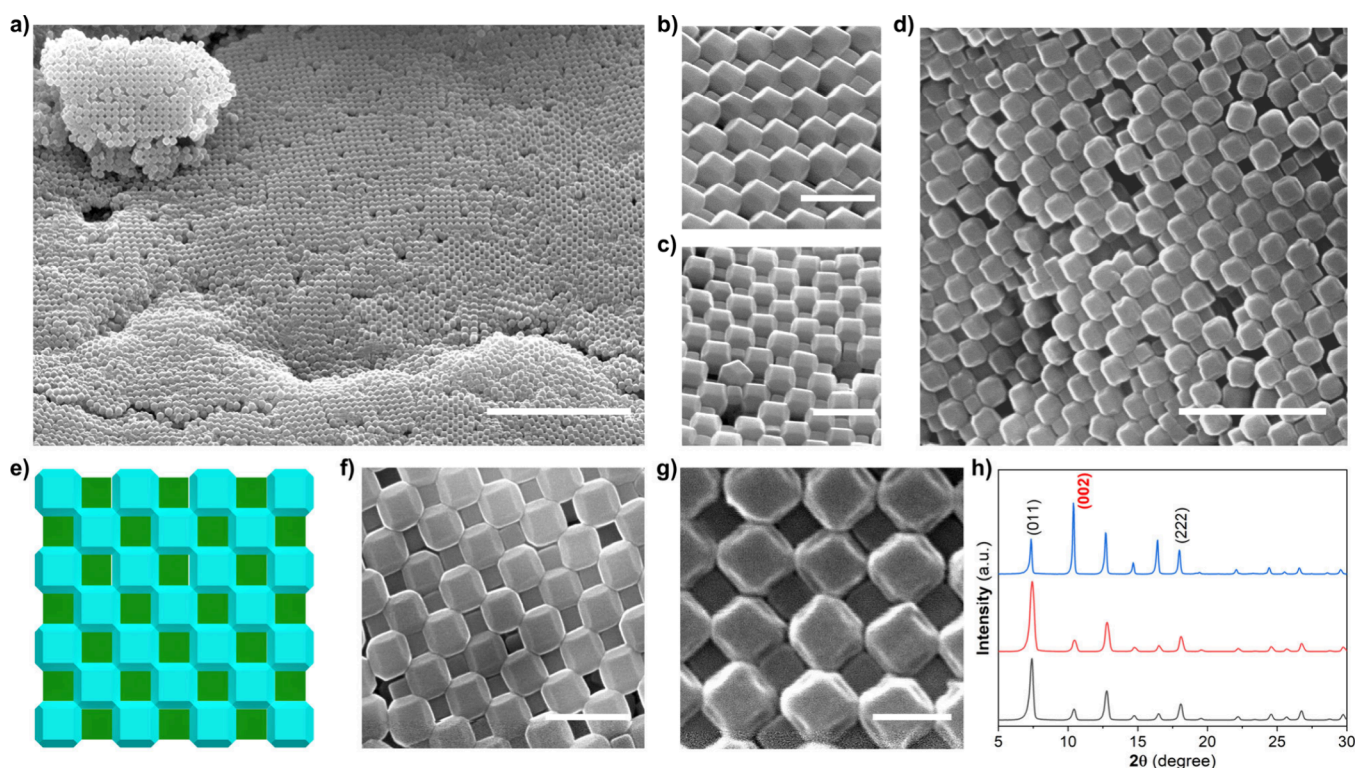 a)
b)
c)
d)
e)
f)
g)
h)
(011)
(002)
(222)
Intensity (a.u.)
5 10 15 20 25 30
2θ (degree)